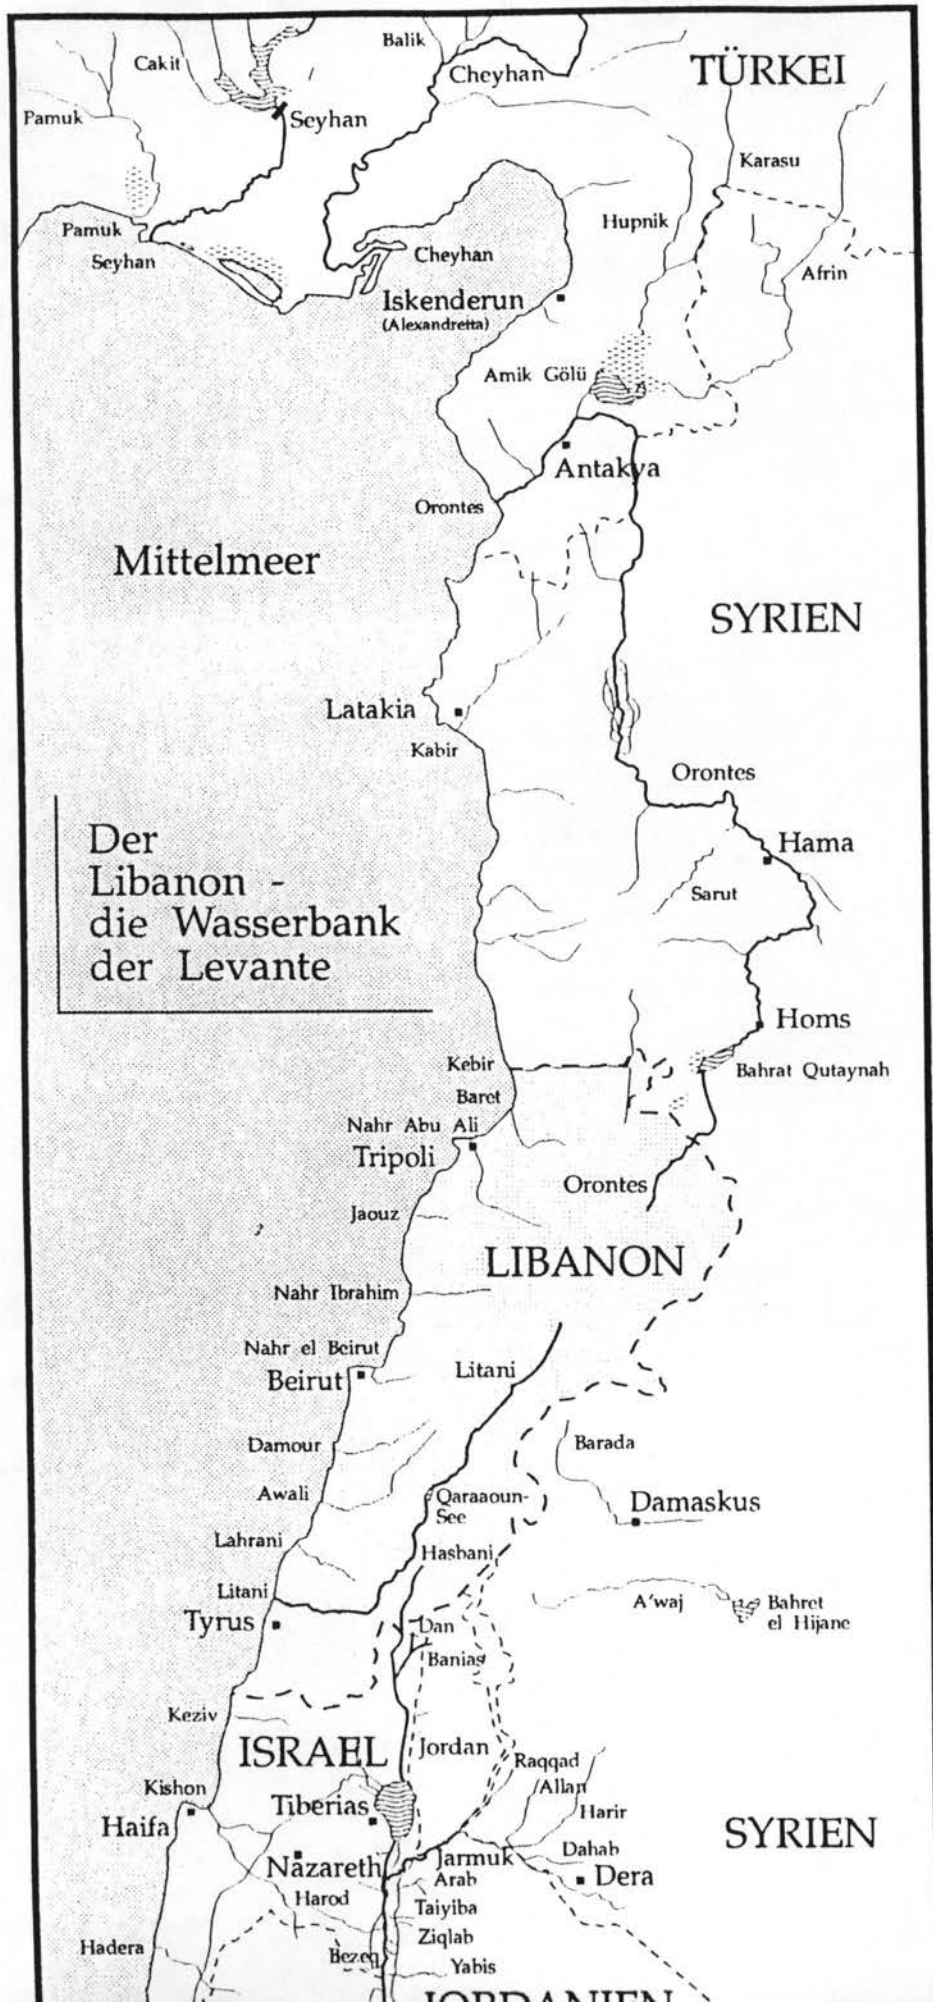 Balik
Cakit
Cheyhan
TÜRKEI
Pamuk
Seyhan
Karasu
Hupnik
Pamuk
Seyhan
Cheyhan
Afrin
Iskenderun
(Alexandretta)
Amik Gölü
Antakya
Orontes
Mittelmeer
SYRIEN
Latakia
Kabir
Orontes
Der
Libanon -
die Wasserbank
der Levante
Hama
Sarut
Homs
Kebir
Bahrat Qutaynah
Baret
Nahr Abu Ali
Tripoli
Orontes
Jaouz
LIBANON
Nahr Ibrahim
Nahr el Beirut
Beirut
Litani
Damour
Barada
Awali
Qaraaoun-
See
Damaskus
Lahrani
Hasbani
Litani
A'waj
Bahret
el Hijane
Tyrus
Dan
Banias
Keziv
ISRAEL
Jordan
Raqqad
Allan
Kishon
Tiberias
Harir
Haifa
SYRIEN
Nazareth
Jarmuk
Dahab
Arab
Dera
Harod
Taiyiba
Ziqlab
Hadera
Bezeq
Yabis
JORDANIEN